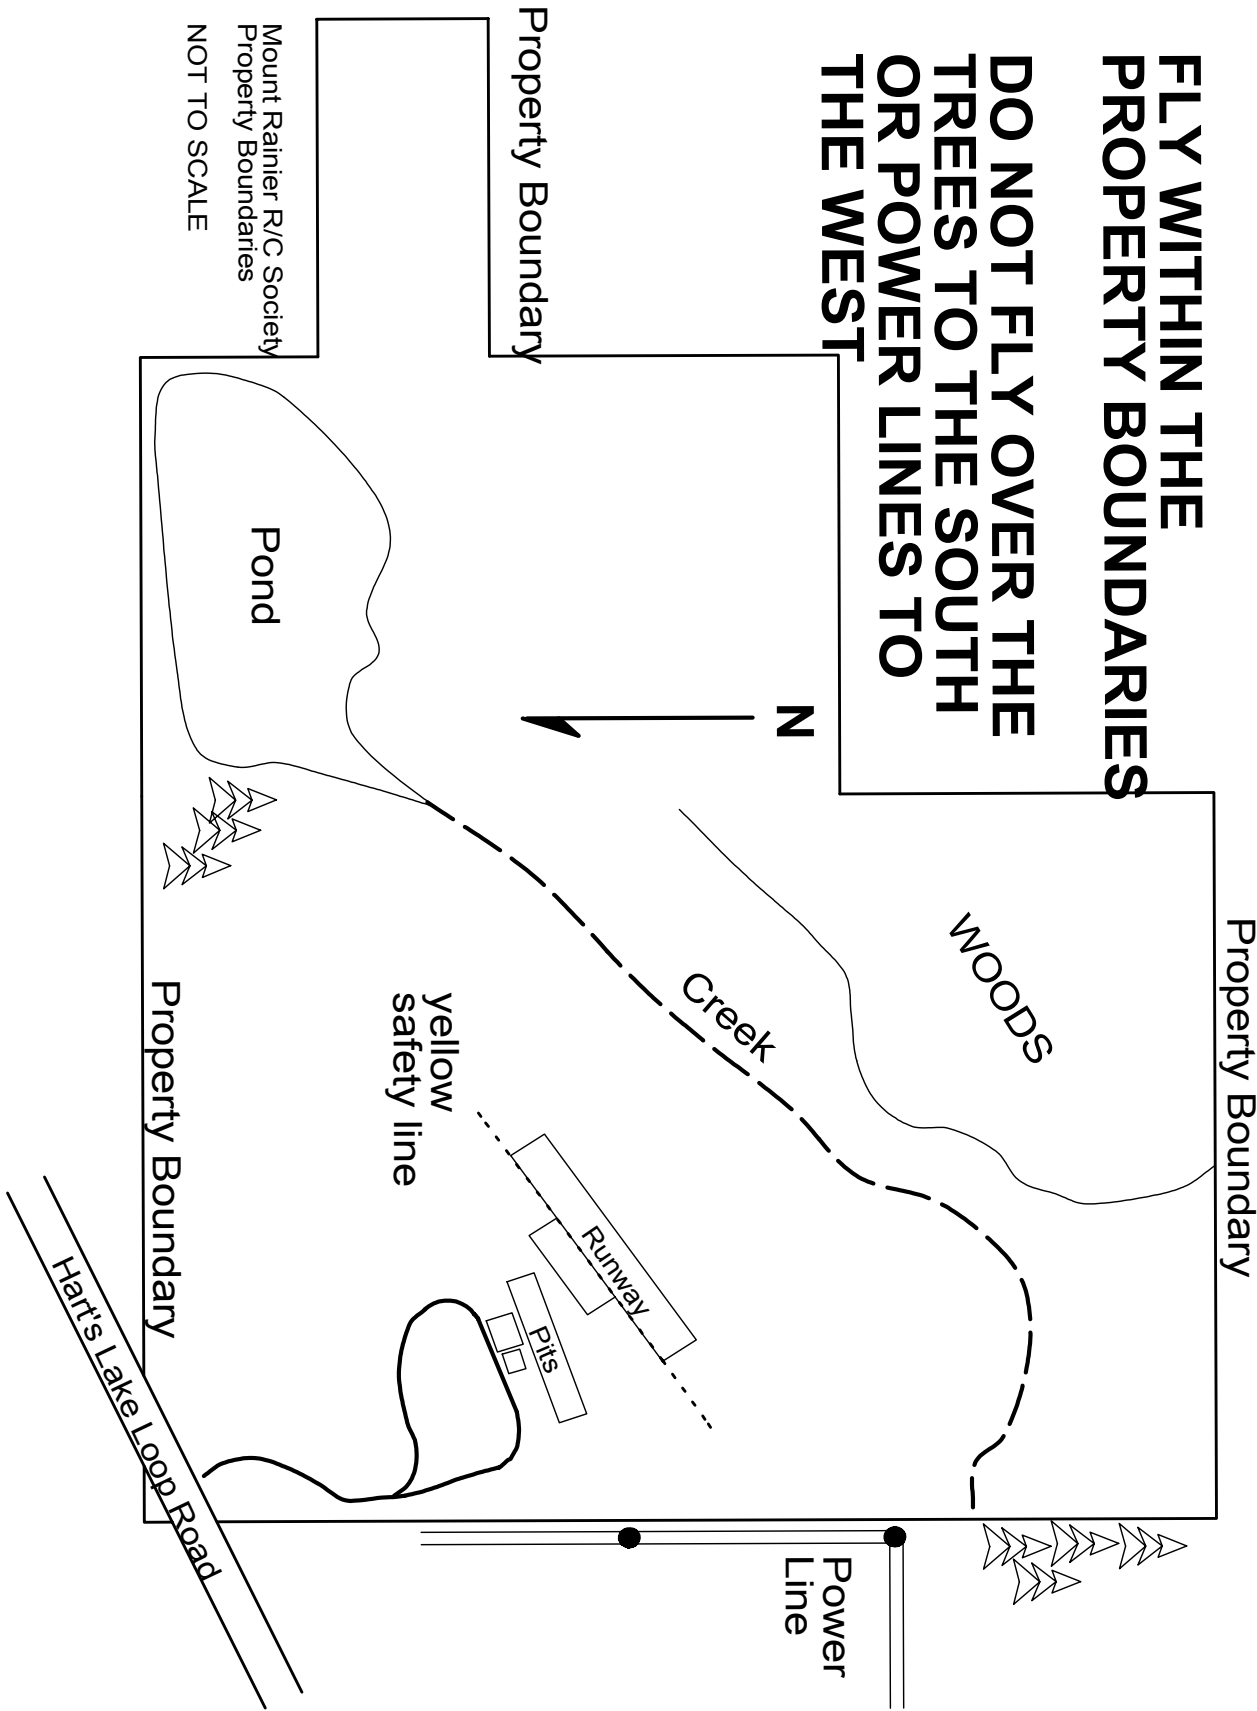 FLY WITHIN THE
PROPERTY BOUNDARIES
DO NOT FLY OVER THE
TREES TO THE SOUTH
OR POWER LINES TO
THE WEST
Property Boundary
WOODS
Property Boundary
N
Creek
Power
Line
Runway
Pits
yellow
safety line
Pond
Property Boundary
Hart's Lake Loop Road
Mount Rainier R/C Society
Property Boundaries
NOT TO SCALE